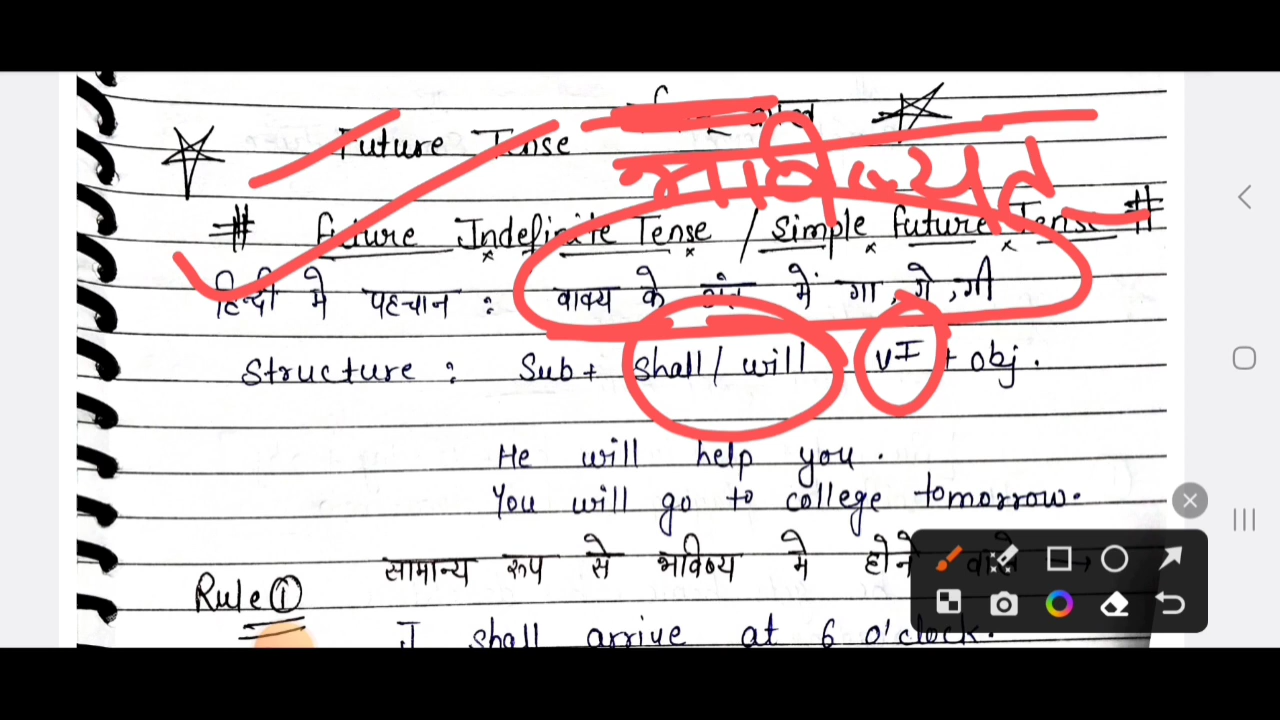 Future Tense
भविष्यत
# Future Indefinite Tense / Simple Future Tense #
हिन्दी मे पहचान : वाक्य के अंत में गा, गे, गी
Structure : Sub + Shall / will vI + obj.
He will help you.
You will go to college tomorrow.
सामान्य रूप से भविष्य मे होने वाले →
Rule ①
I shall arrive at 6 o'clock.